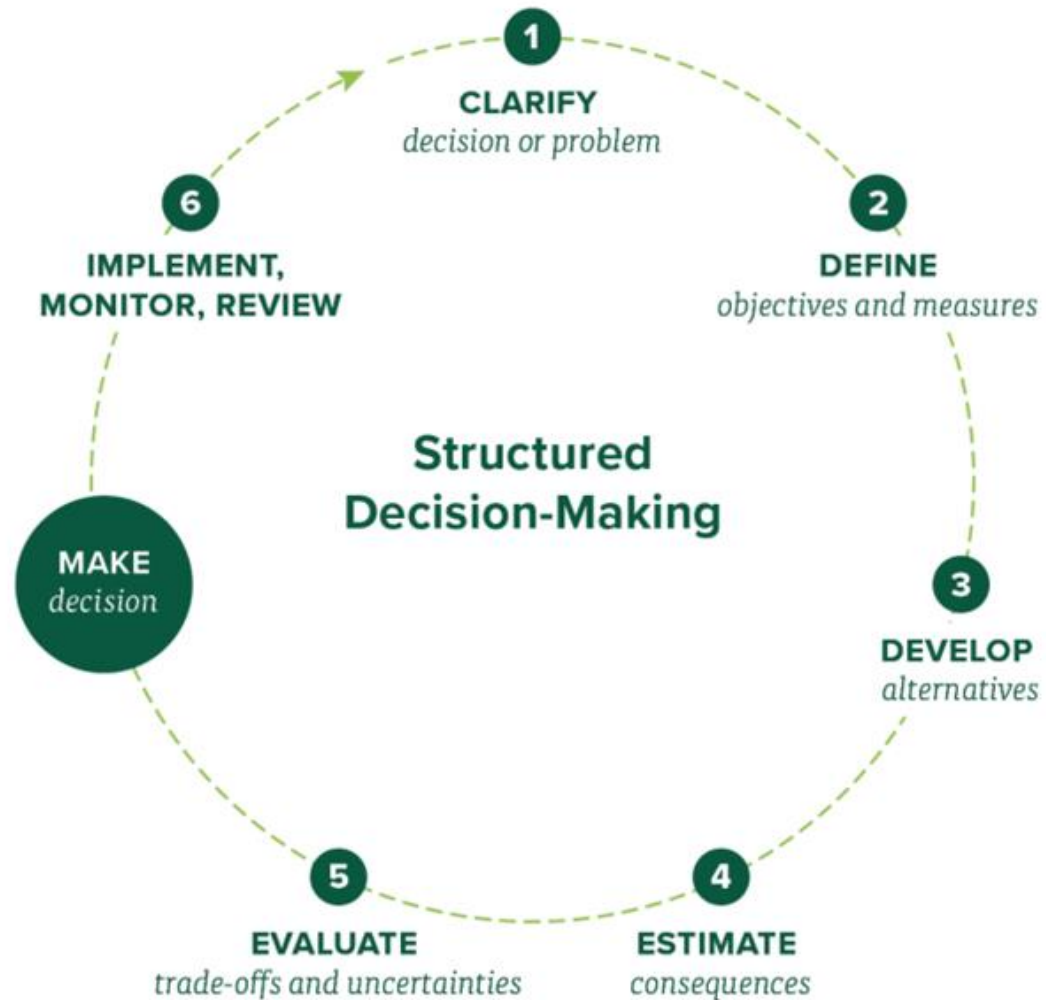 1
CLARIFY
decision or problem
2
DEFINE
objectives and measures
3
DEVELOP
alternatives
4
ESTIMATE
consequences
5
EVALUATE
trade-offs and uncertainties
MAKE
decision
6
IMPLEMENT,
MONITOR, REVIEW
Structured
Decision-Making